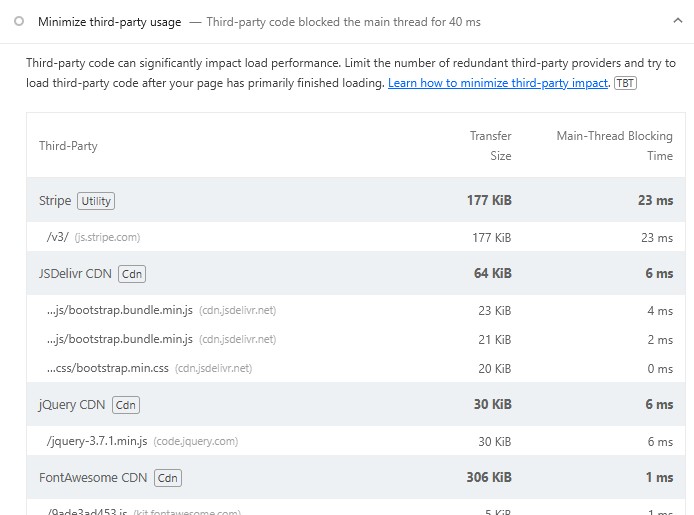 Minimize third-party usage — Third-party code blocked the main thread for 40 ms
Third-party code can significantly impact load performance. Limit the number of redundant third-party providers and try to
load third-party code after your page has primarily finished loading. Learn how to minimize third-party impact. TBT
Third-Party
Transfer
Size
Main-Thread Blocking
Time
Stripe Utility 177 KiB 23 ms
/v3/ (js.stripe.com) 177 KiB 23 ms
JSDelivr CDN Cdn 64 KiB 6 ms
...js/bootstrap.bundle.min.js (cdn.jsdelivr.net) 23 KiB 4 ms
...js/bootstrap.bundle.min.js (cdn.jsdelivr.net) 21 KiB 2 ms
...css/bootstrap.min.css (cdn.jsdelivr.net) 20 KiB 0 ms
jQuery CDN Cdn 30 KiB 6 ms
/jquery-3.7.1.min.js (code.jquery.com) 30 KiB 6 ms
FontAwesome CDN Cdn 306 KiB 1 ms
/9ade3ad453.js (kit.fontawesome.com) 5 KiB 1 ms